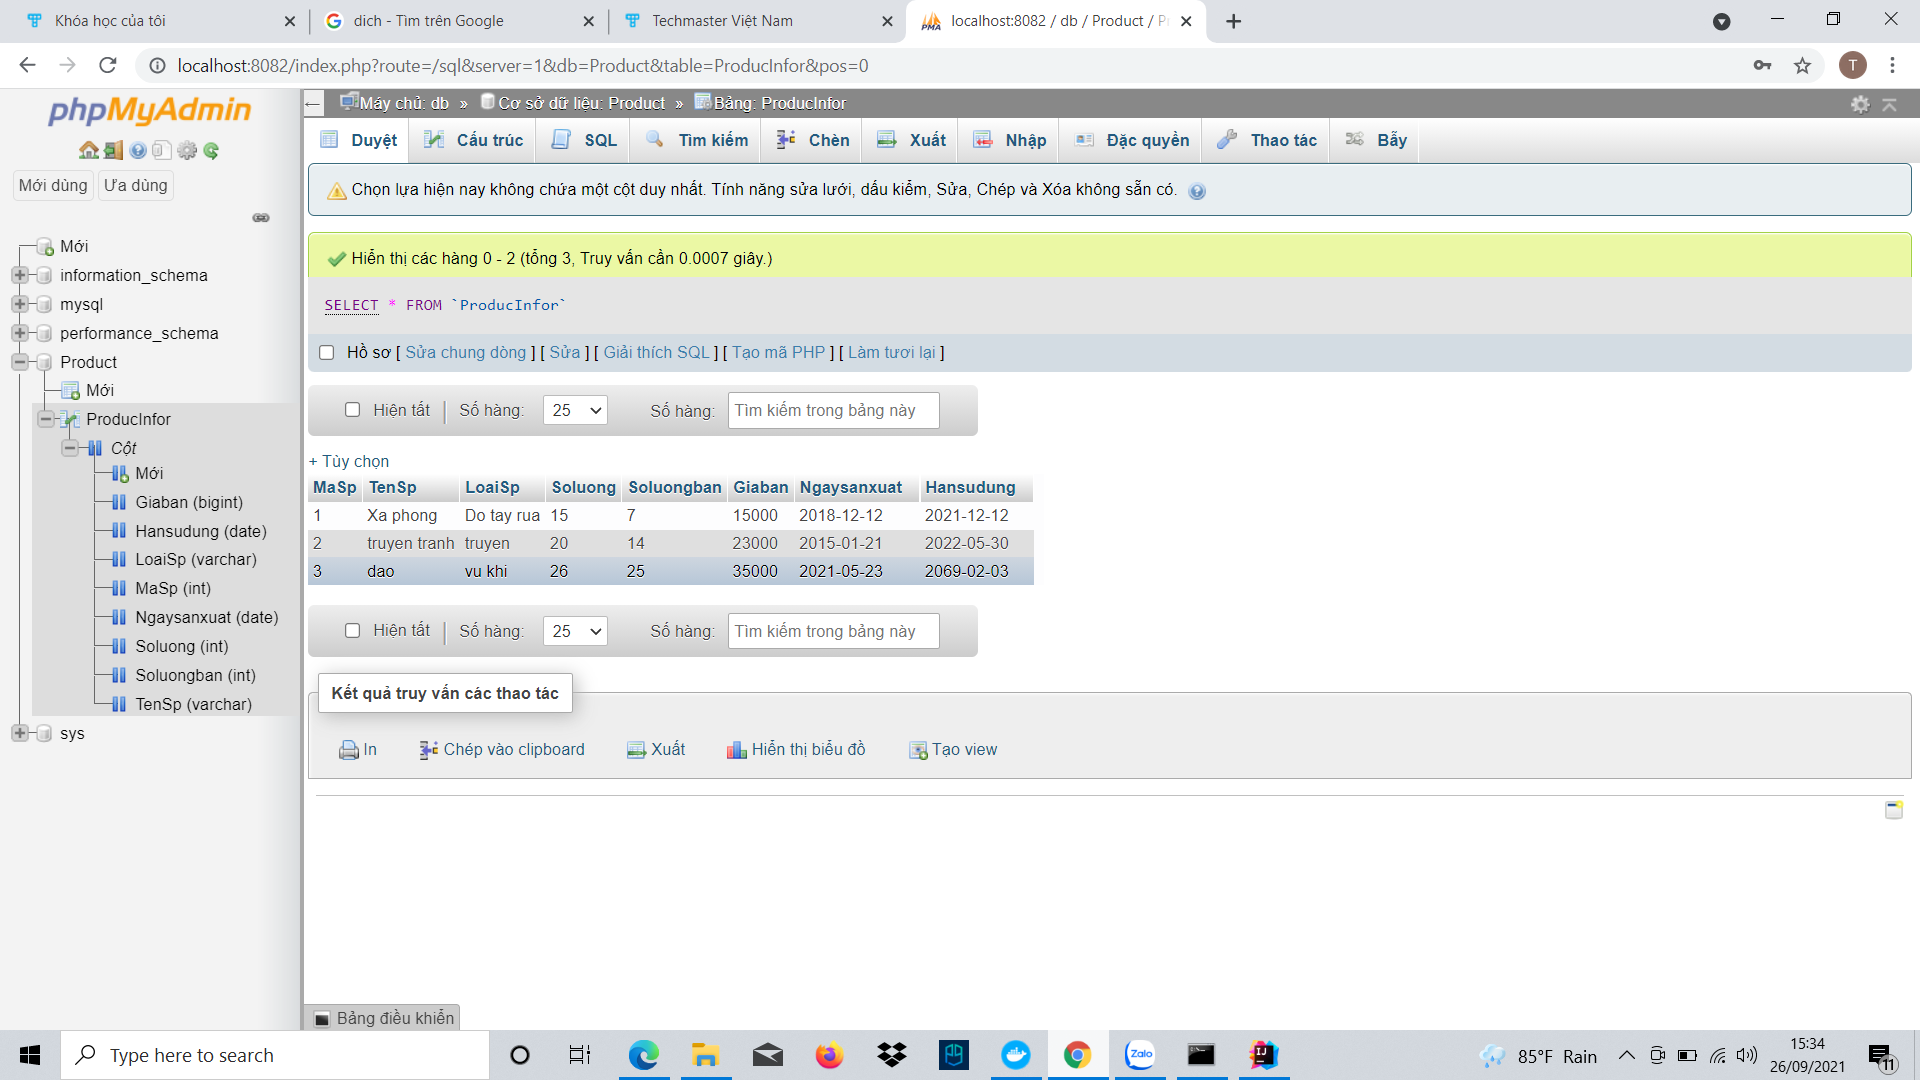 Khóa học của tôi
dich - Tìm trên Google
Techmaster Việt Nam
localhost:8082 / db / Product / Pr
localhost:8082/index.php?route=/sql&server=1&db=Product&table=ProducInfor&pos=0
T
phpMyAdmin
Mới dùng Ưa dùng
Mới
information_schema
mysql
performance_schema
Product
Mới
ProducInfor
Cột
Mới
Giaban (bigint)
Hansudung (date)
LoaiSp (varchar)
MaSp (int)
Ngaysanxuat (date)
Soluong (int)
Soluongban (int)
TenSp (varchar)
sys
Máy chủ: db » Cơ sở dữ liệu: Product » Bảng: ProducInfor
Duyệt Cấu trúc SQL Tìm kiếm Chèn Xuất Nhập Đặc quyền Thao tác Bẫy
Chọn lựa hiện nay không chứa một cột duy nhất. Tính năng sửa lưới, dấu kiểm, Sửa, Chép và Xóa không sẵn có.
Hiển thị các hàng 0 - 2 (tổng 3, Truy vấn cần 0.0007 giây.)
SELECT * FROM `ProducInfor`
Hồ sơ [ Sửa chung dòng ] [ Sửa ] [ Giải thích SQL ] [ Tạo mã PHP ] [ Làm tươi lại ]
Hiện tất Số hàng: 25 Số hàng: Tìm kiếm trong bảng này
+ Tùy chọn
MaSp TenSp LoaiSp Soluong Soluongban Giaban Ngaysanxuat Hansudung
1 Xa phong Do tay rua 15 7 15000 2018-12-12 2021-12-12
2 truyen tranh truyen 20 14 23000 2015-01-21 2022-05-30
3 dao vu khi 26 25 35000 2021-05-23 2069-02-03
Hiện tất Số hàng: 25 Số hàng: Tìm kiếm trong bảng này
Kết quả truy vấn các thao tác
In Chép vào clipboard Xuất Hiển thị biểu đồ Tạo view
Bảng điều khiển
Type here to search
Zalo
IJ
85°F Rain
15:34
26/09/2021
11